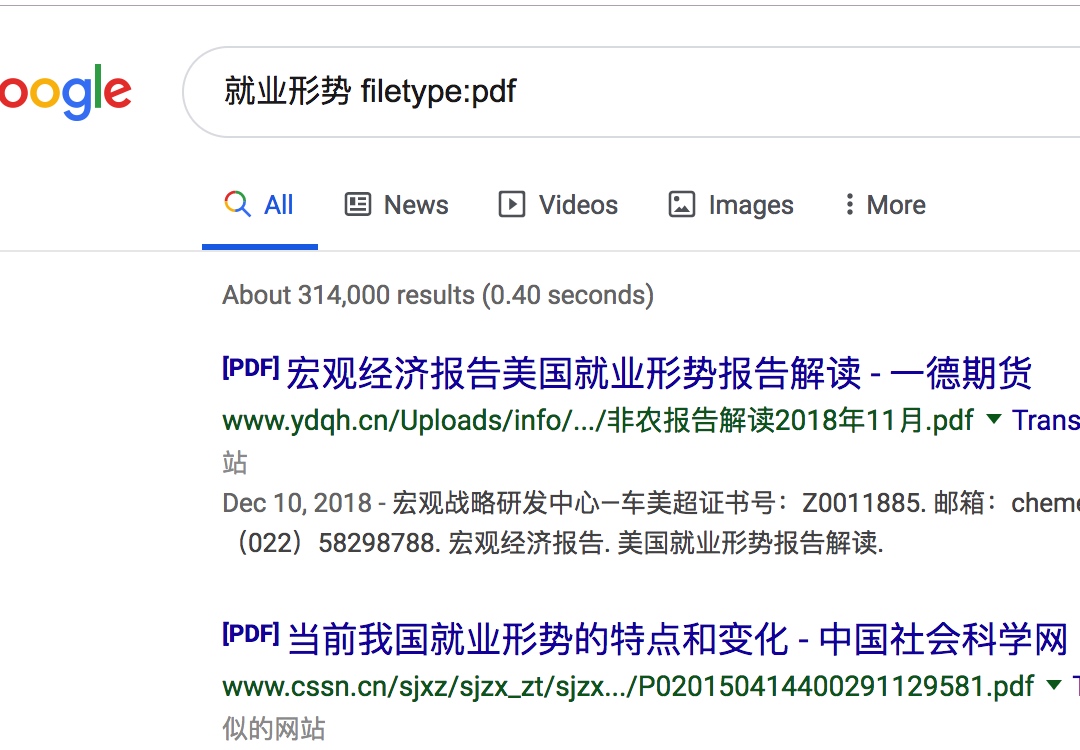 oogle
就业形势 filetype:pdf
All News Videos Images More
About 314,000 results (0.40 seconds)
[PDF] 宏观经济报告美国就业形势报告解读 - 一德期货
www.ydqh.cn/Uploads/info/.../非农报告解读2018年11月.pdf ▼ Trans
站
Dec 10, 2018 - 宏观战略研发中心—车美超证书号：Z0011885. 邮箱：cheme
（022）58298788. 宏观经济报告. 美国就业形势报告解读.
[PDF] 当前我国就业形势的特点和变化 - 中国社会科学网
www.cssn.cn/sjxz/sjzx_zt/sjzx.../P020150414400291129581.pdf ▼ T
似的网站